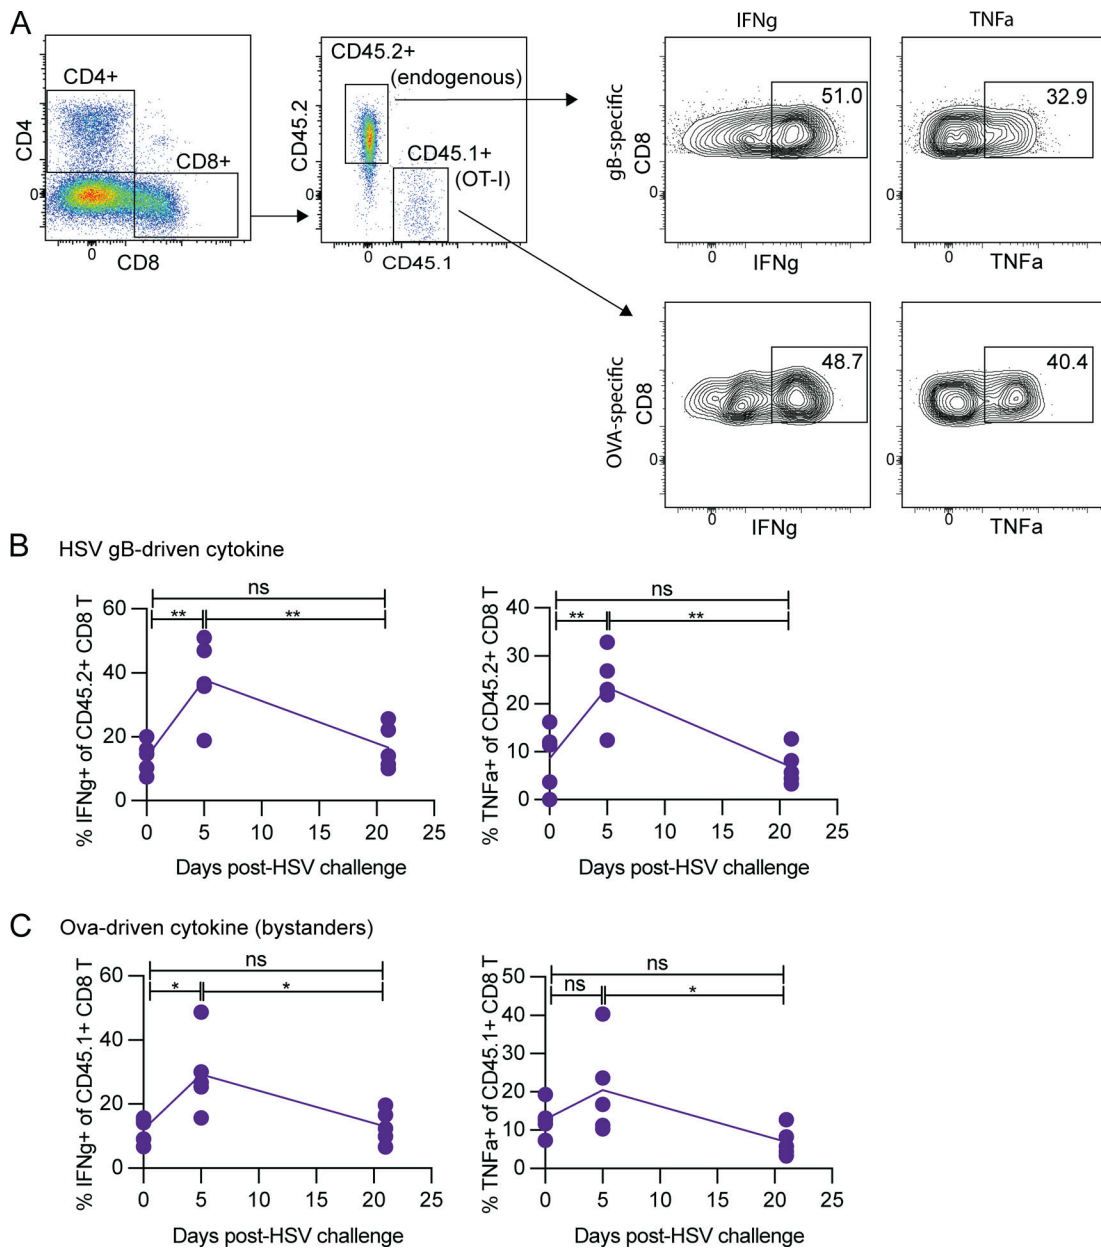 A
CD4+
CD8+
CD4
0
0
CD8
CD45.2+
(endogenous)
CD45.1+
(OT-I)
CD45.2
0
0
CD45.1
IFNg
TNFa
gB-specific
CD8
51.0
32.9
0
0
0
0
IFNg
TNFa
OVA-specific
CD8
48.7
40.4
0
0
0
0
IFNg
TNFa
B HSV gB-driven cytokine
% IFNg+ of CD45.2+ CD8 T
ns
** **
60
40
20
0
0 5 10 15 20 25
Days post-HSV challenge
% TNFa+ of CD45.2+ CD8 T
ns
** **
40
30
20
10
0
0 5 10 15 20 25
Days post-HSV challenge
C Ova-driven cytokine (bystanders)
% IFNg+ of CD45.1+ CD8 T
ns
* *
60
40
20
0
0 5 10 15 20 25
Days post-HSV challenge
% TNFa+ of CD45.1+ CD8 T
ns
ns *
50
40
30
20
10
0
0 5 10 15 20 25
Days post-HSV challenge